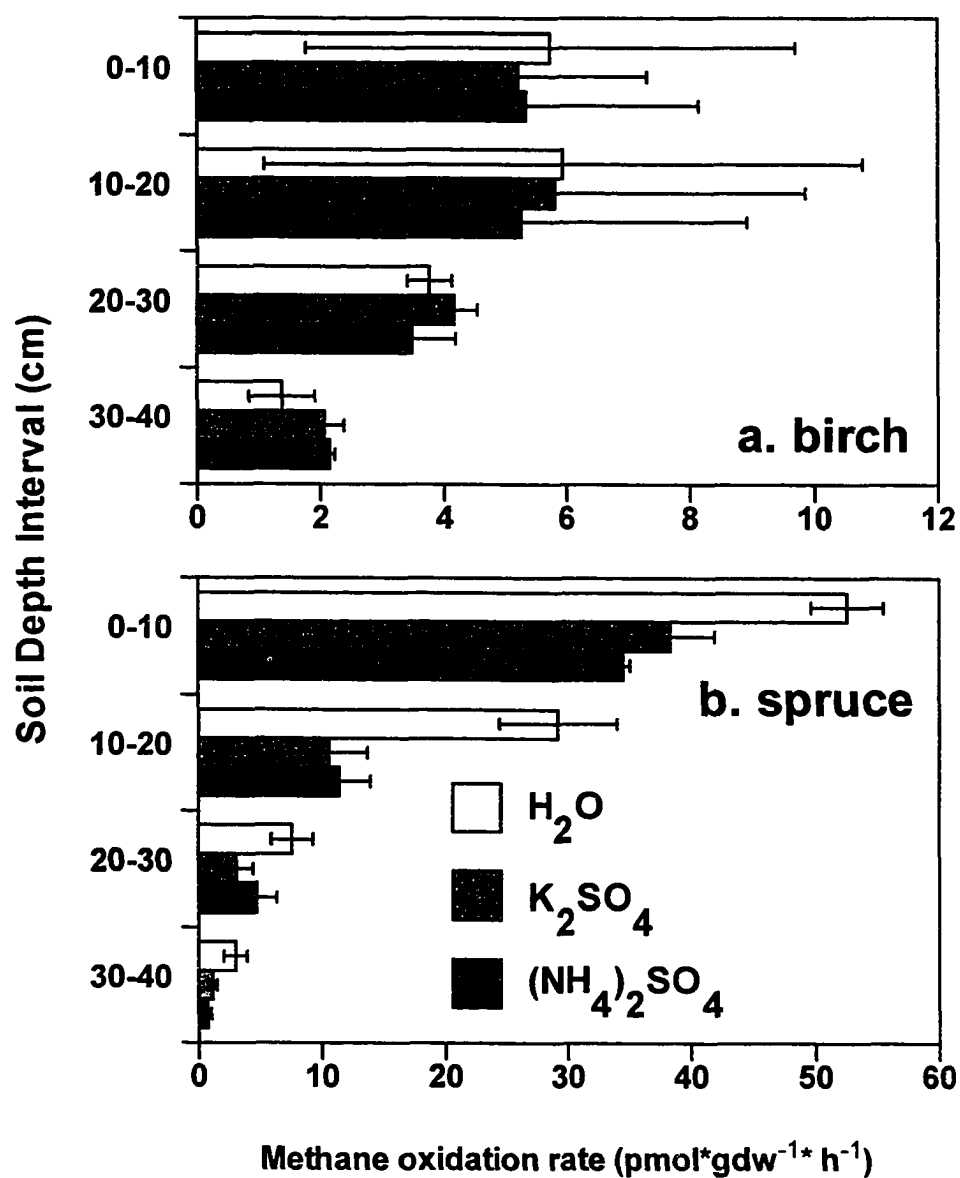 Soil Depth Interval (cm)
0-10
10-20
20-30
30-40
a. birch
0 2 4 6 8 10 12
0-10
10-20
20-30
30-40
b. spruce
H₂O
K₂SO₄
(NH₄)₂SO₄
0 10 20 30 40 50 60
Methane oxidation rate (pmol*gdw⁻¹* h⁻¹)